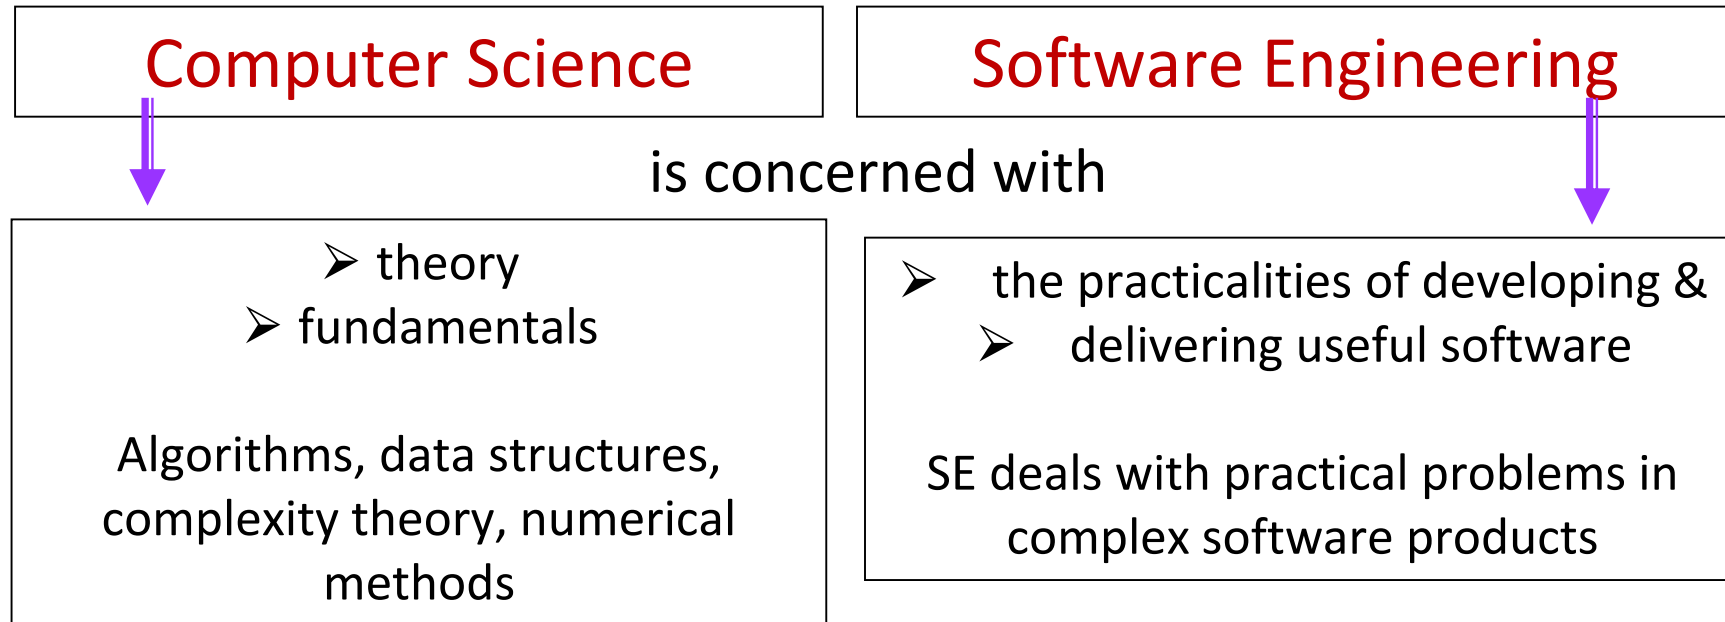 Computer Science
Software Engineering
is concerned with
➢ theory
➢ fundamentals
Algorithms, data structures,
complexity theory, numerical
methods
➢ the practicalities of developing &
➢ delivering useful software
SE deals with practical problems in
complex software products